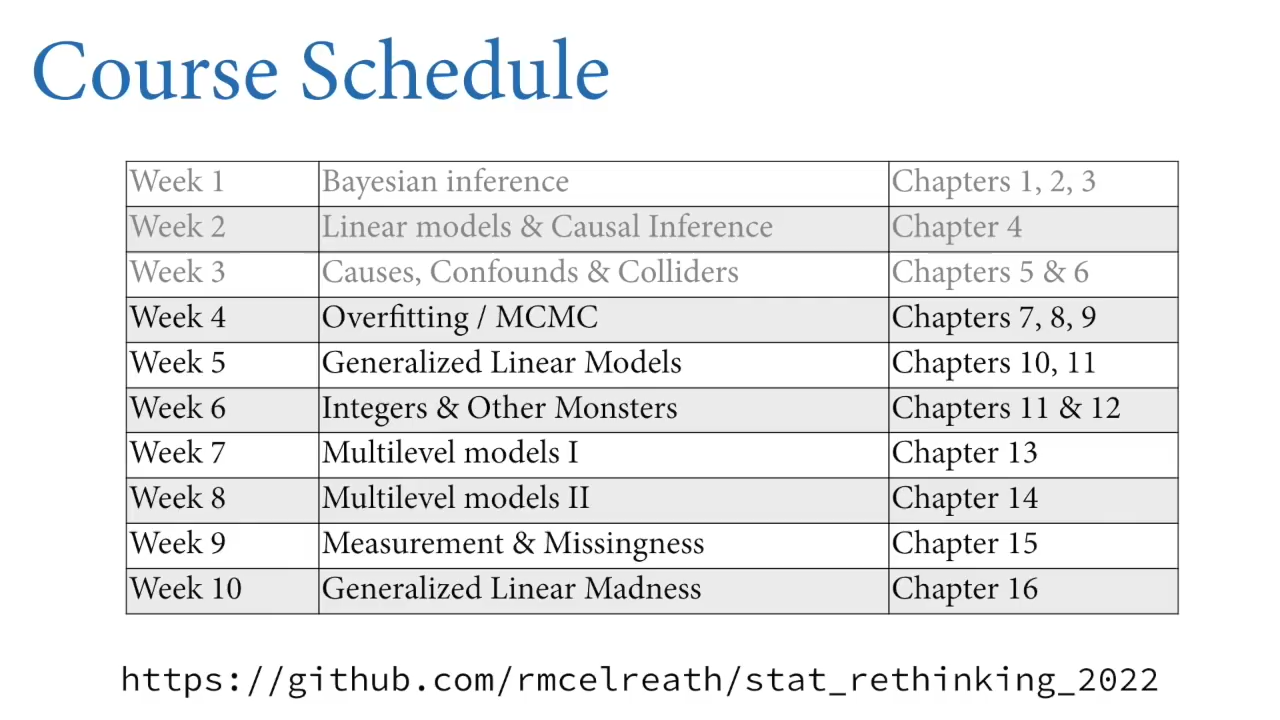 Course Schedule
Week 1 Bayesian inference Chapters 1, 2, 3
Week 2 Linear models & Causal Inference Chapter 4
Week 3 Causes, Confounds & Colliders Chapters 5 & 6
Week 4 Overfitting / MCMC Chapters 7, 8, 9
Week 5 Generalized Linear Models Chapters 10, 11
Week 6 Integers & Other Monsters Chapters 11 & 12
Week 7 Multilevel models I Chapter 13
Week 8 Multilevel models II Chapter 14
Week 9 Measurement & Missingness Chapter 15
Week 10 Generalized Linear Madness Chapter 16
https://github.com/rmcelreath/stat_rethinking_2022